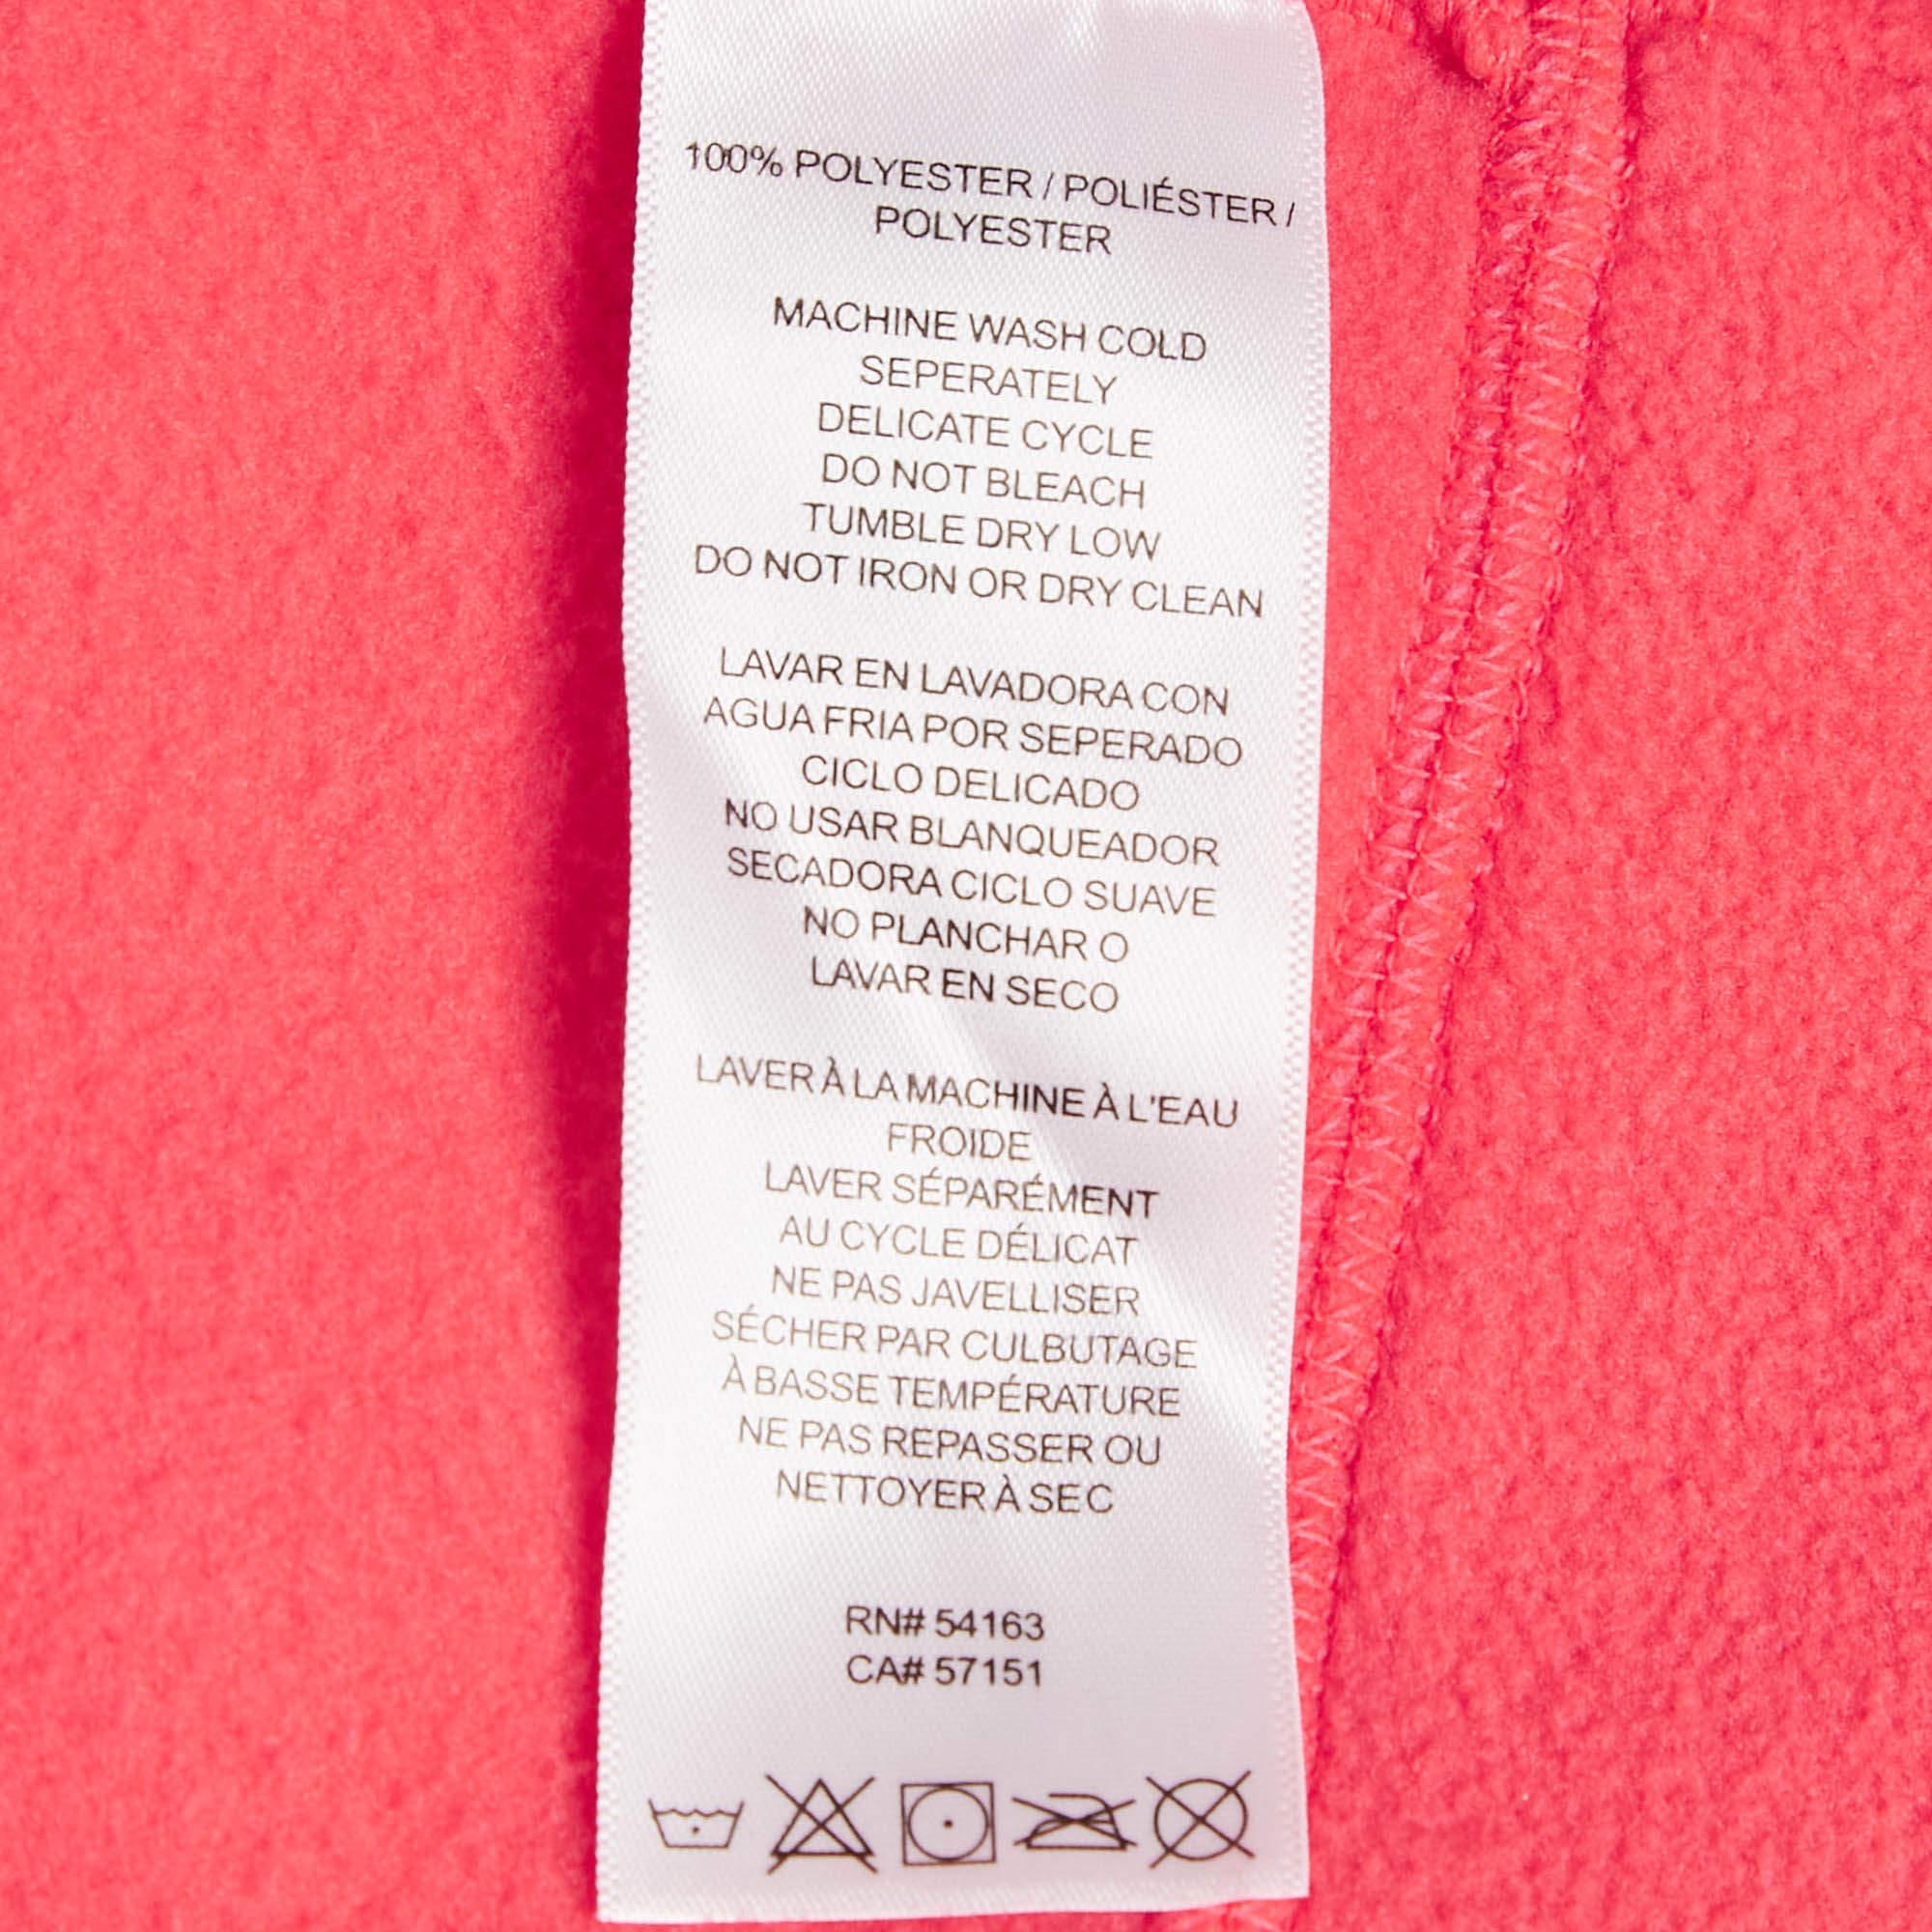 100% POLYESTER / POLIÉSTER /
POLYESTER
MACHINE WASH COLD
SEPERATELY
DELICATE CYCLE
DO NOT BLEACH
TUMBLE DRY LOW
DO NOT IRON OR DRY CLEAN
LAVAR EN LAVADORA CON
AGUA FRIA POR SEPERADO
CICLO DELICADO
NO USAR BLANQUEADOR
SECADORA CICLO SUAVE
NO PLANCHAR O
LAVAR EN SECO
LAVER À LA MACHINE À L'EAU
FROIDE
LAVER SÉPARÉMENT
AU CYCLE DÉLICAT
NE PAS JAVELLISER
SÉCHER PAR CULBUTAGE
À BASSE TEMPÉRATURE
NE PAS REPASSER OU
NETTOYER À SEC
RN# 54163
CA# 57151